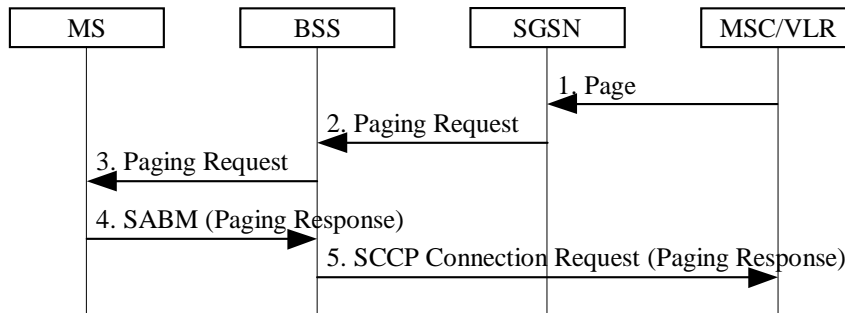 MS
BSS
SGSN
MSC/VLR
1. Page
2. Paging Request
3. Paging Request
4. SABM (Paging Response)
5. SCCP Connection Request (Paging Response)